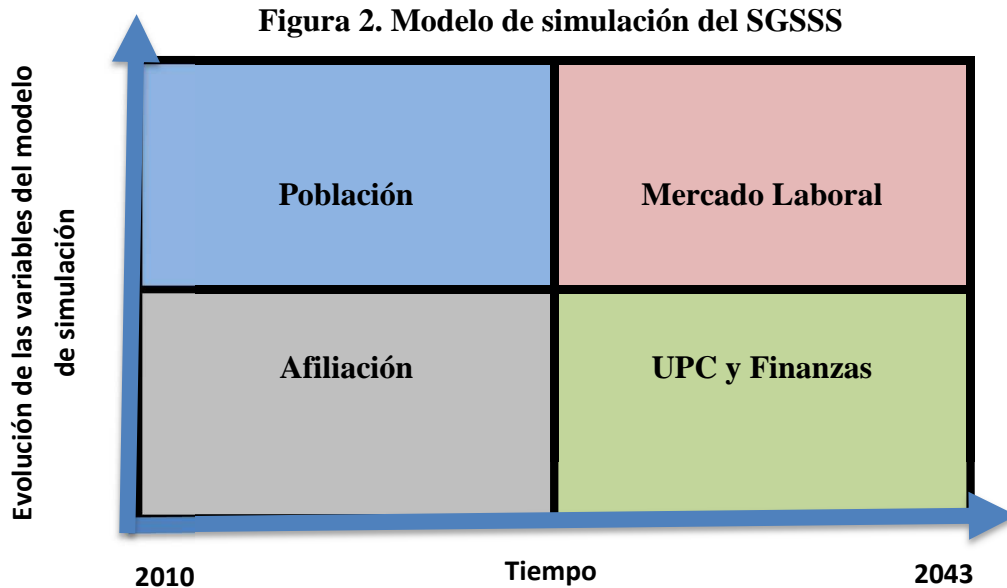 Figura 2. Modelo de simulación del SGSSS
Evolución de las variables del modelo
de simulación
Población
Mercado Laboral
Afiliación
UPC y Finanzas
2010
Tiempo
2043